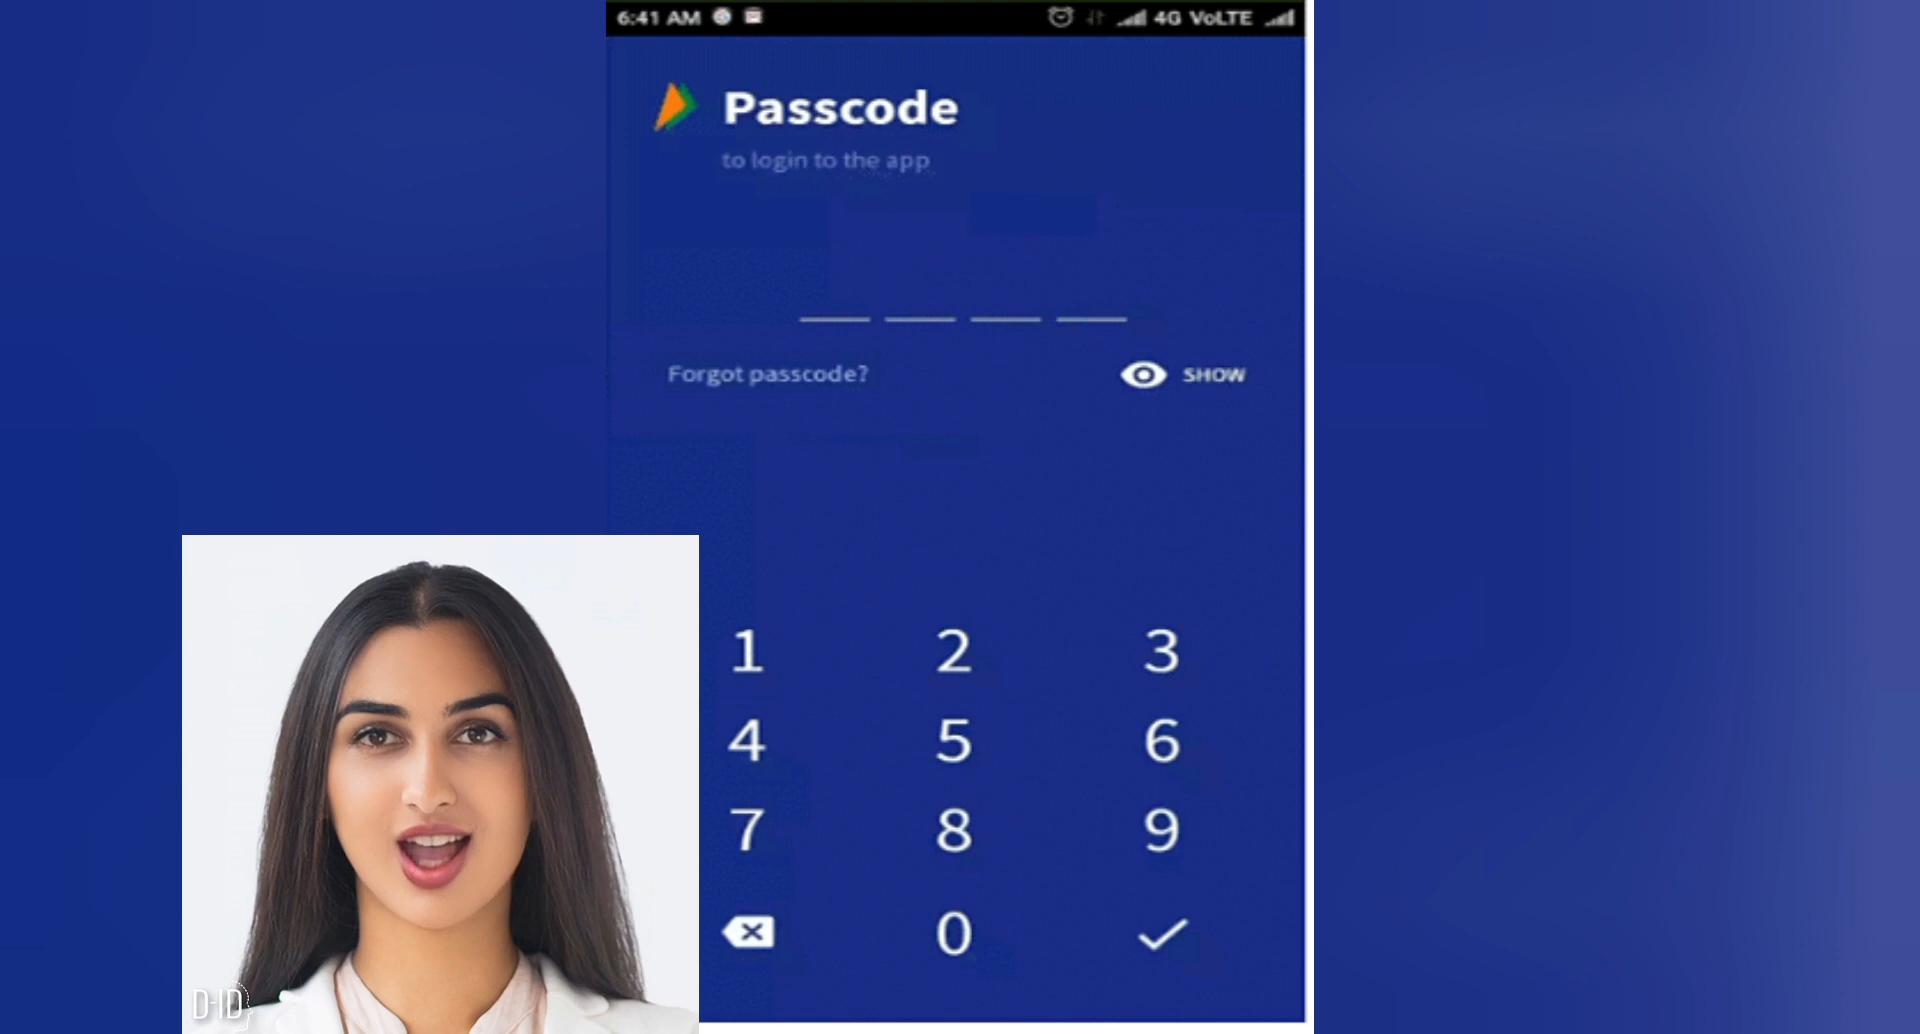 6:41 AM 4G VoLTE
Passcode
to login to the app
Forgot passcode? SHOW
1 2 3
4 5 6
7 8 9
0
D-ID